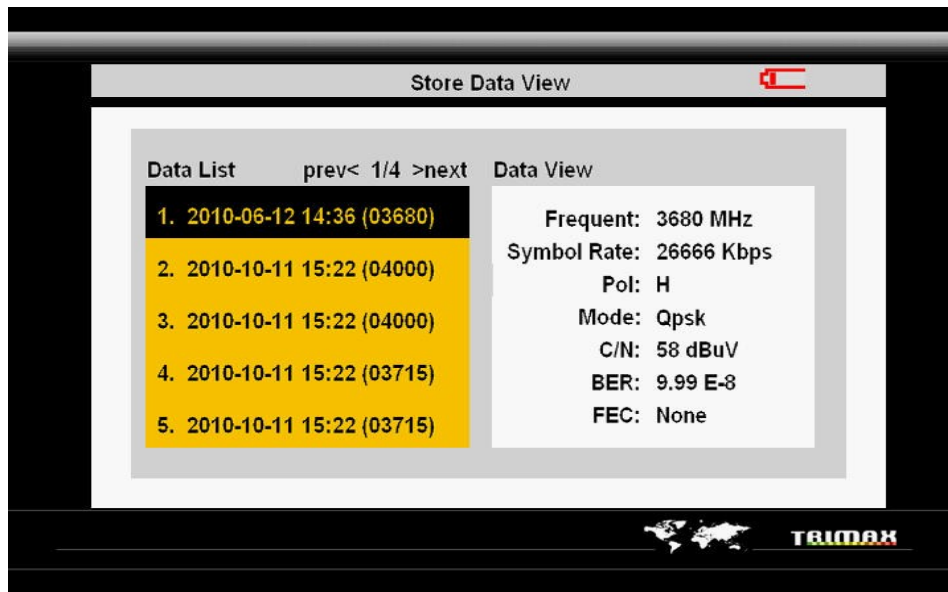 Store Data View
Data List prev< 1/4 >next
1. 2010-06-12 14:36 (03680)
2. 2010-10-11 15:22 (04000)
3. 2010-10-11 15:22 (04000)
4. 2010-10-11 15:22 (03715)
5. 2010-10-11 15:22 (03715)
Data View
Frequent: 3680 MHz
Symbol Rate: 26666 Kbps
Pol: H
Mode: Qpsk
C/N: 58 dBuV
BER: 9.99 E-8
FEC: None
TRIMAX